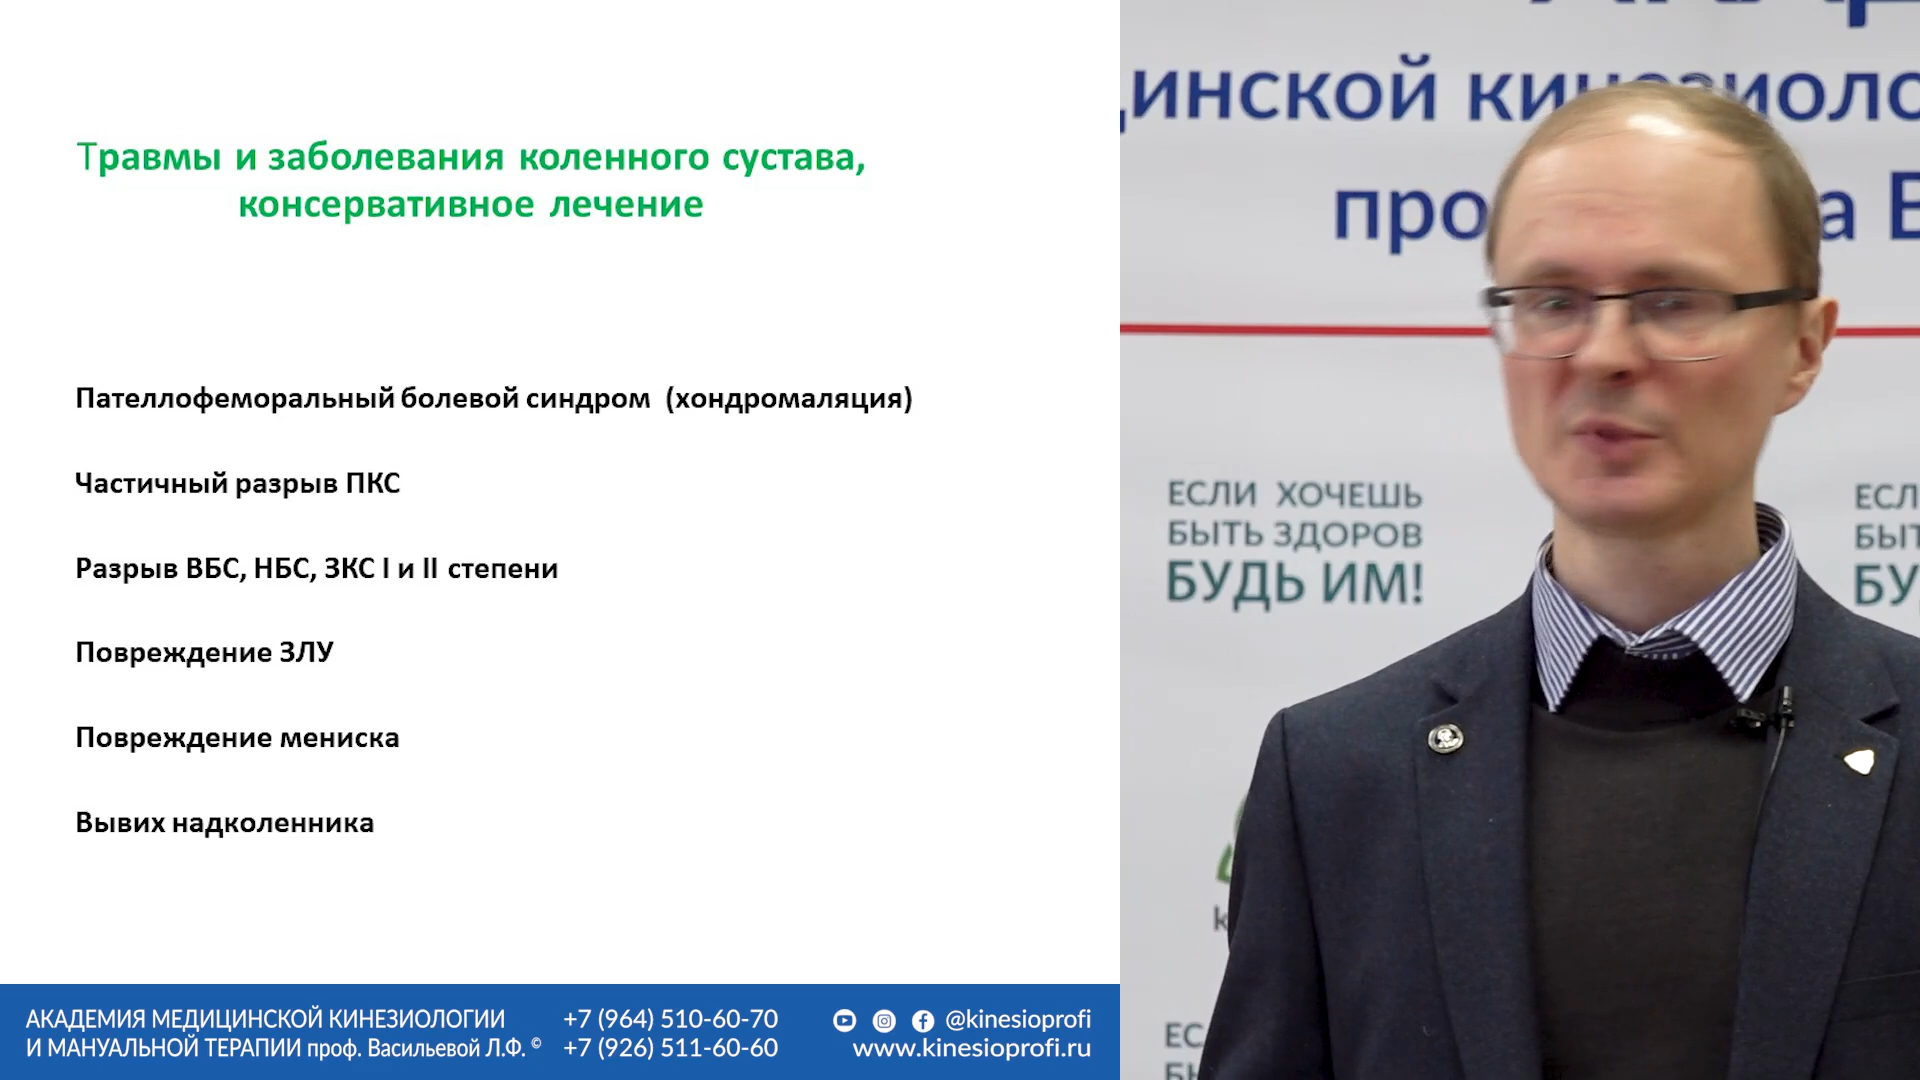 Травмы и заболевания коленного сустава,
консервативное лечение
Пателлофеморальный болевой синдром (хондромаляция)
Частичный разрыв ПКС
Разрыв ВБС, НБС, ЗКС I и II степени
Повреждение ЗЛУ
Повреждение мениска
Вывих надколенника
АКАДЕМИЯ МЕДИЦИНСКОЙ КИНЕЗИОЛОГИИ
И МАНУАЛЬНОЙ ТЕРАПИИ проф. Васильевой Л.Ф. ©
+7 (964) 510-60-70
+7 (926) 511-60-60
@kinesioprofi
www.kinesioprofi.ru
ЕСЛИ ХОЧЕШЬ
БЫТЬ ЗДОРОВ
БУДЬ ИМ!